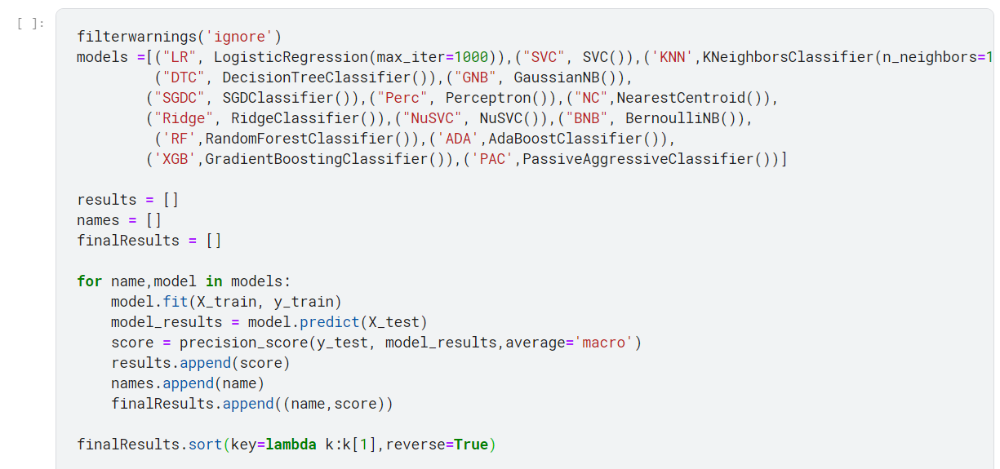 [ ]:
filterwarnings('ignore')
models =[("LR", LogisticRegression(max_iter=1000)),("SVC", SVC()),('KNN',KNeighborsClassifier(n_neighbors=1
("DTC", DecisionTreeClassifier()),("GNB", GaussianNB()),
("SGDC", SGDClassifier()),("Perc", Perceptron()),("NC",NearestCentroid()),
("Ridge", RidgeClassifier()),("NuSVC", NuSVC()),("BNB", BernoulliNB()),
('RF',RandomForestClassifier()),('ADA',AdaBoostClassifier()),
('XGB',GradientBoostingClassifier()),('PAC',PassiveAggressiveClassifier())]
results = []
names = []
finalResults = []
for name,model in models:
model.fit(X_train, y_train)
model_results = model.predict(X_test)
score = precision_score(y_test, model_results,average='macro')
results.append(score)
names.append(name)
finalResults.append((name,score))
finalResults.sort(key=lambda k:k[1],reverse=True)